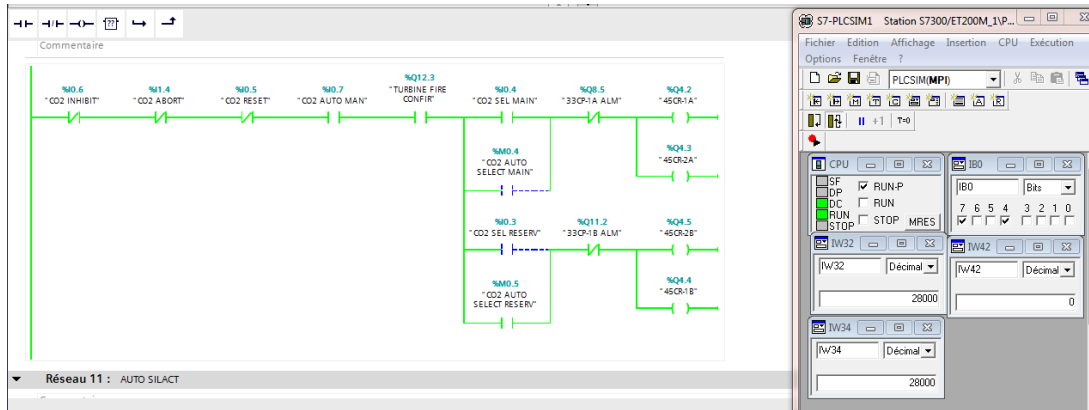 Commentaire
%I0.6
"CO2 INHIBIT"
%I1.4
"CO2 ABORT"
%I0.5
"CO2 RESET"
%I0.7
"CO2 AUTO MAN"
%Q12.3
"TURBINE FIRE
CONFIR"
%I0.4
"CO2 SEL MAIN"
%Q8.5
"33CP-1A ALM"
%Q4.2
"45CR-1A"
%M0.4
"CO2 AUTO
SELECT MAIN"
%Q4.3
"45CR-2A"
%I0.3
"CO2 SEL RESERV"
%Q11.2
"33CP-1B ALM"
%Q4.5
"45CR-2B"
%M0.5
"CO2 AUTO
SELECT RESERV"
%Q4.4
"45CR-1B"
Réseau 11 : AUTO SILACT
S7-PLCSIM1 Station S7300/ET200M_1\P...
Fichier Edition Affichage Insertion CPU Exécution
Options Fenêtre ?
PLCSIM(MPI)
+1 T=0
CPU
SF
DP
DC
RUN
STOP
RUN-P
RUN
STOP MRES
IB0
IB0 Bits
7 6 5 4 3 2 1 0
IW32
IW32 Décimal
28000
IW42
IW42 Décimal
0
IW34
IW34 Décimal
28000